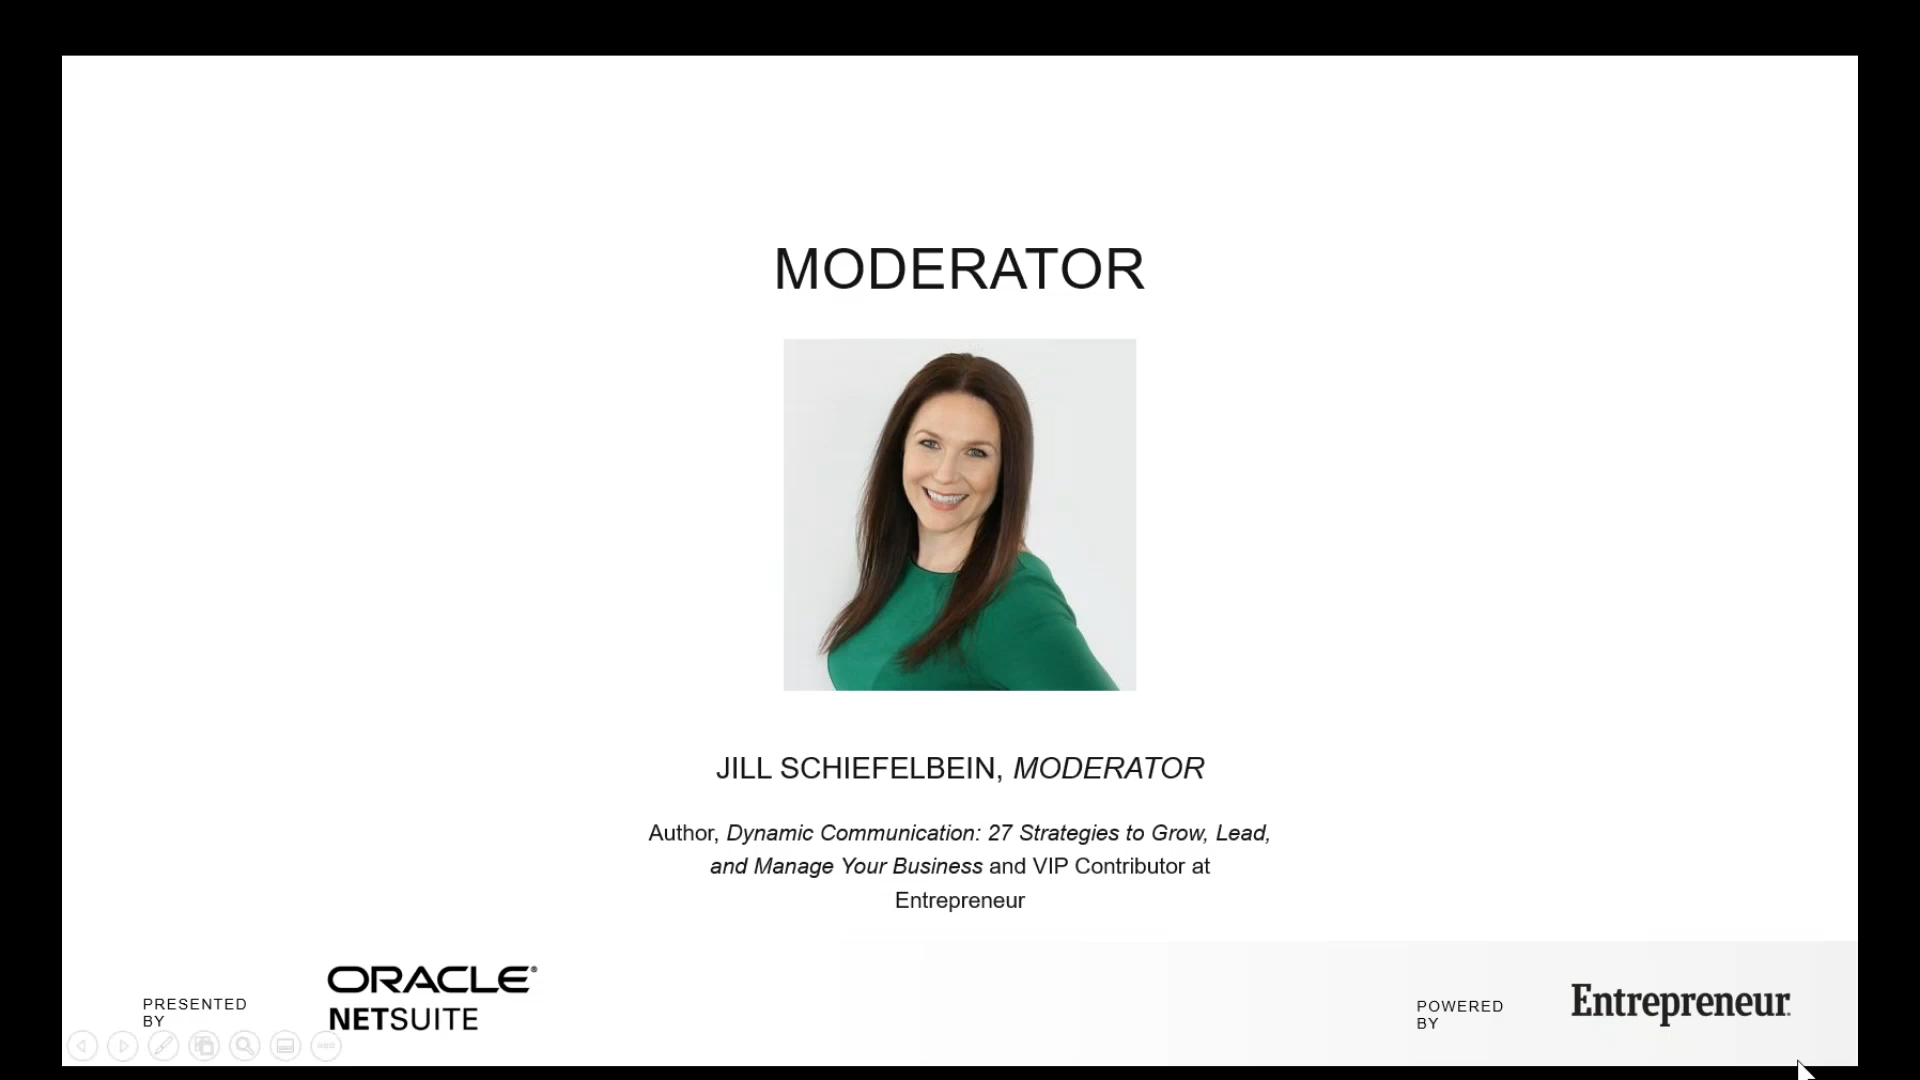 MODERATOR
JILL SCHIEFELBEIN, MODERATOR
Author, Dynamic Communication: 27 Strategies to Grow, Lead,
and Manage Your Business and VIP Contributor at
Entrepreneur
PRESENTED
BY
ORACLE®
NETSUITE
POWERED
BY
Entrepreneur